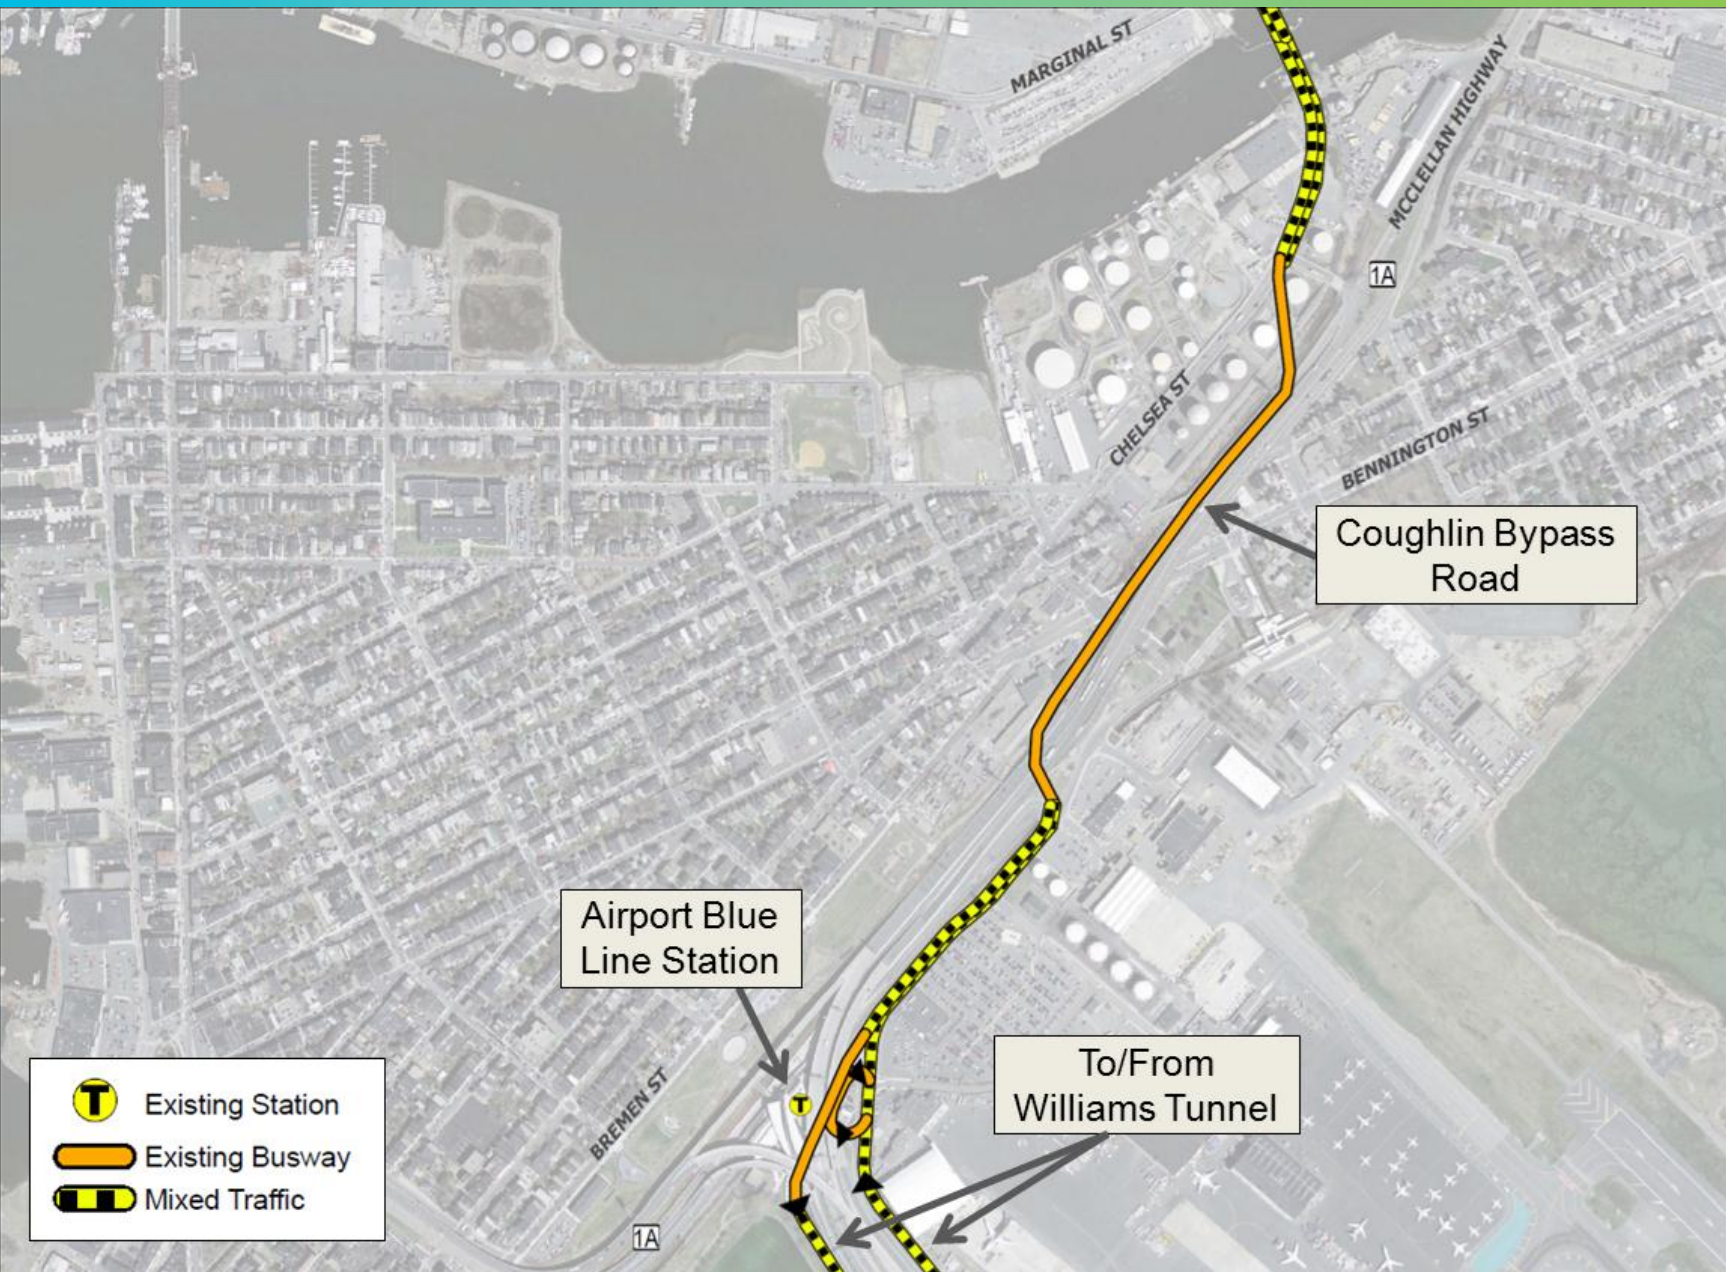 MARGINAL ST
MCCLELLAN HIGHWAY
1A
CHELSEA ST
BENNINGTON ST
Coughlin Bypass
Road
Airport Blue
Line Station
To/From
Williams Tunnel
T
BREMEN ST
1A
T Existing Station
Existing Busway
Mixed Traffic